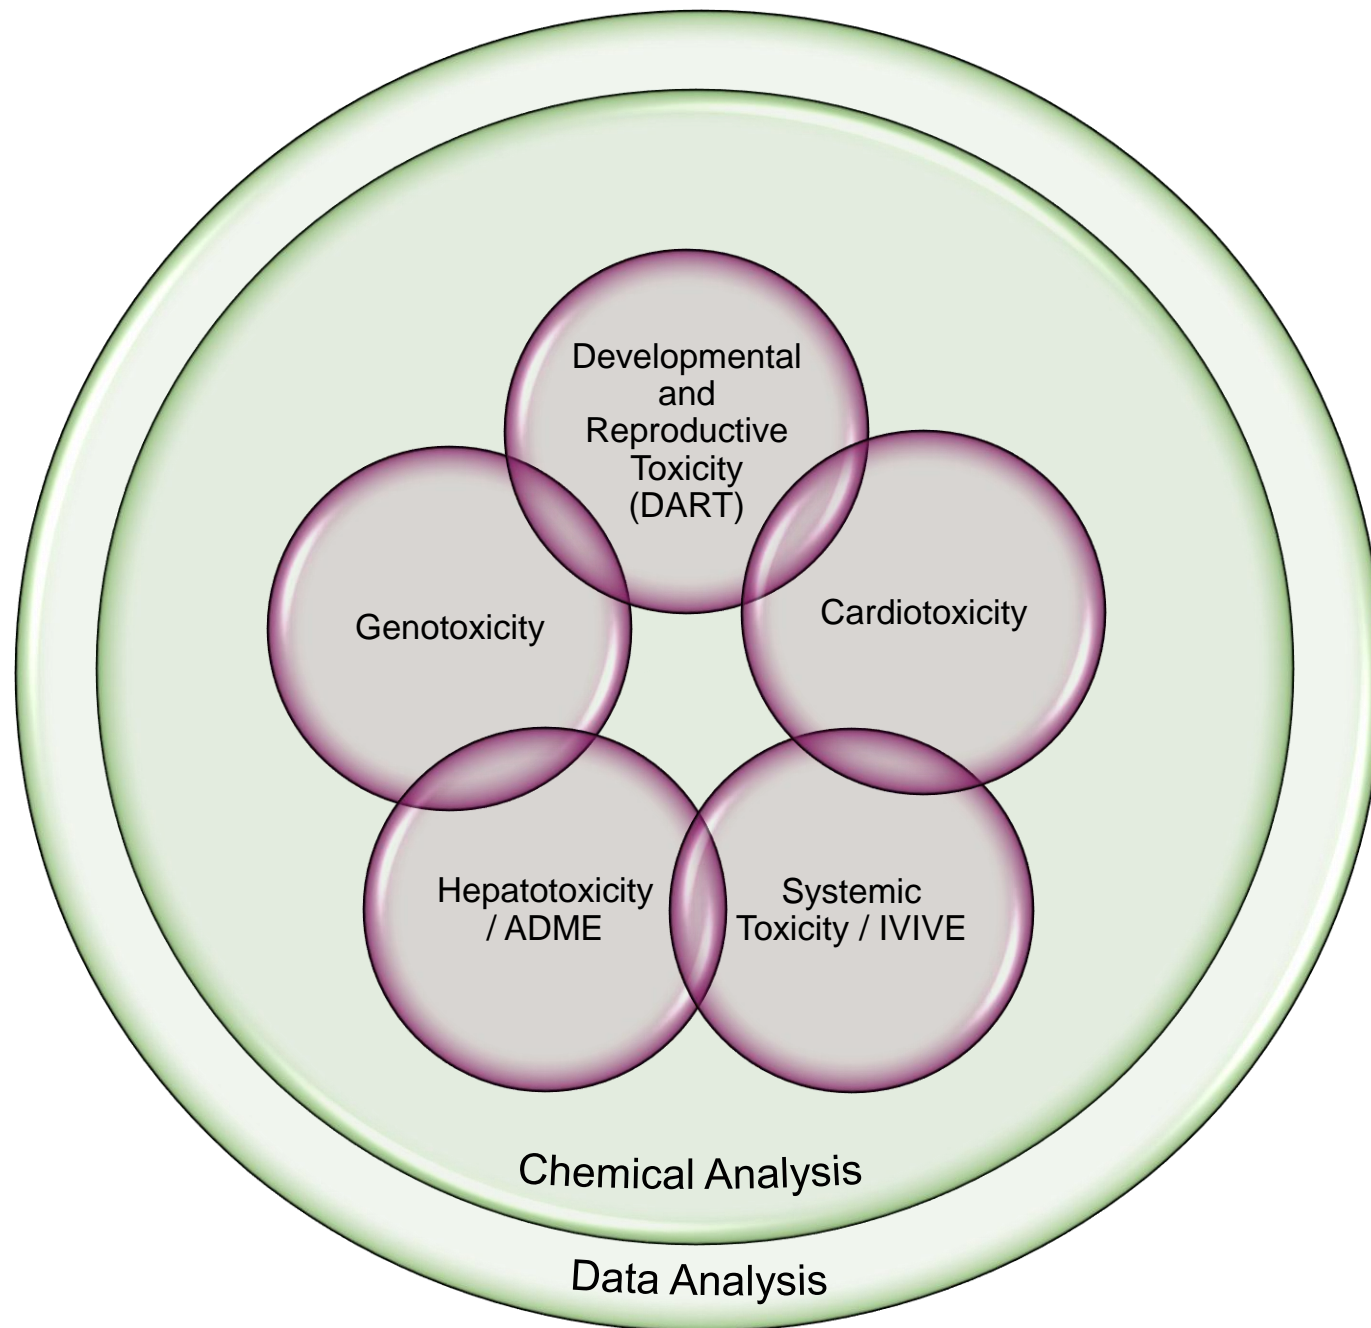 Developmental
and
Reproductive
Toxicity
(DART)
Genotoxicity
Cardiotoxicity
Hepatotoxicity
/ ADME
Systemic
Toxicity / IVIVE
Chemical Analysis
Data Analysis